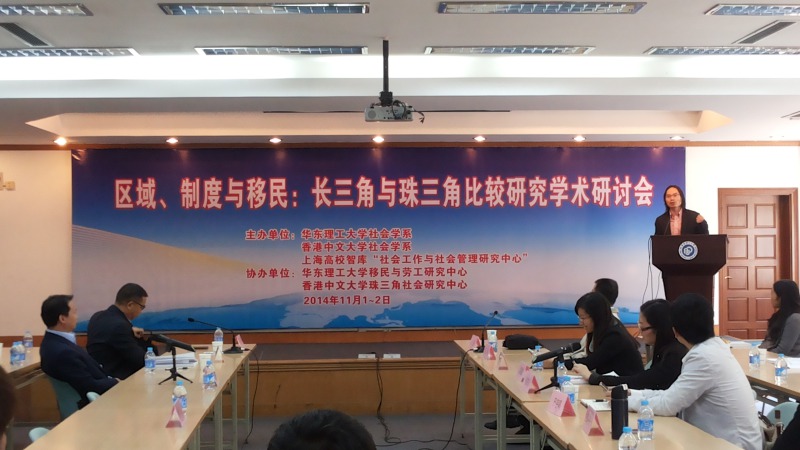 区域、制度与移民：长三角与珠三角比较研究学术研讨会
主办单位：华东理工大学社会学系
香港中文大学社会学系
上海高校智库“社会工作与社会管理研究中心”
协办单位：华东理工大学移民与劳工研究中心
香港中文大学珠三角社会研究中心
2014年11月1~2日